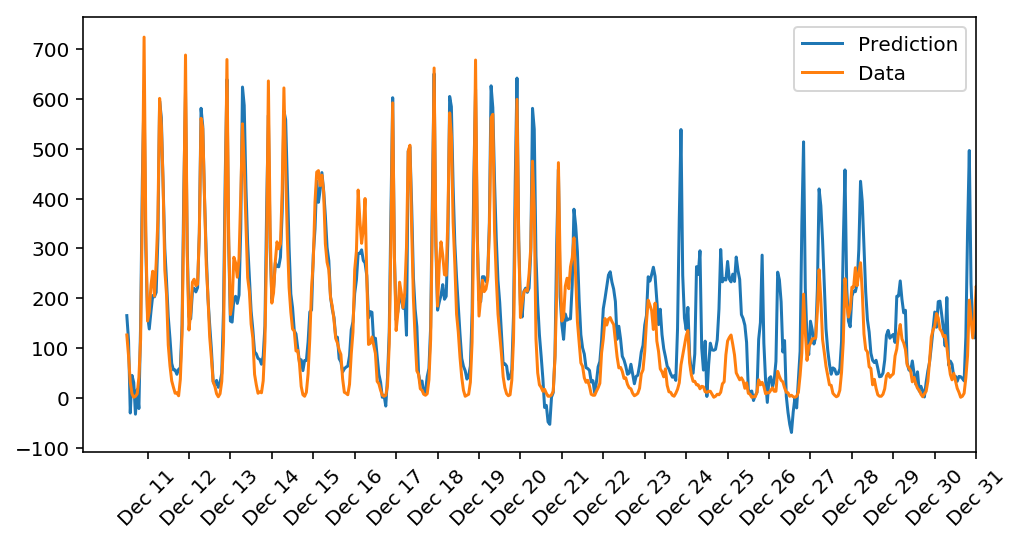 Prediction
Data
700
600
500
400
300
200
100
0
−100
Dec 11
Dec 12
Dec 13
Dec 14
Dec 15
Dec 16
Dec 17
Dec 18
Dec 19
Dec 20
Dec 21
Dec 22
Dec 23
Dec 24
Dec 25
Dec 26
Dec 27
Dec 28
Dec 29
Dec 30
Dec 31